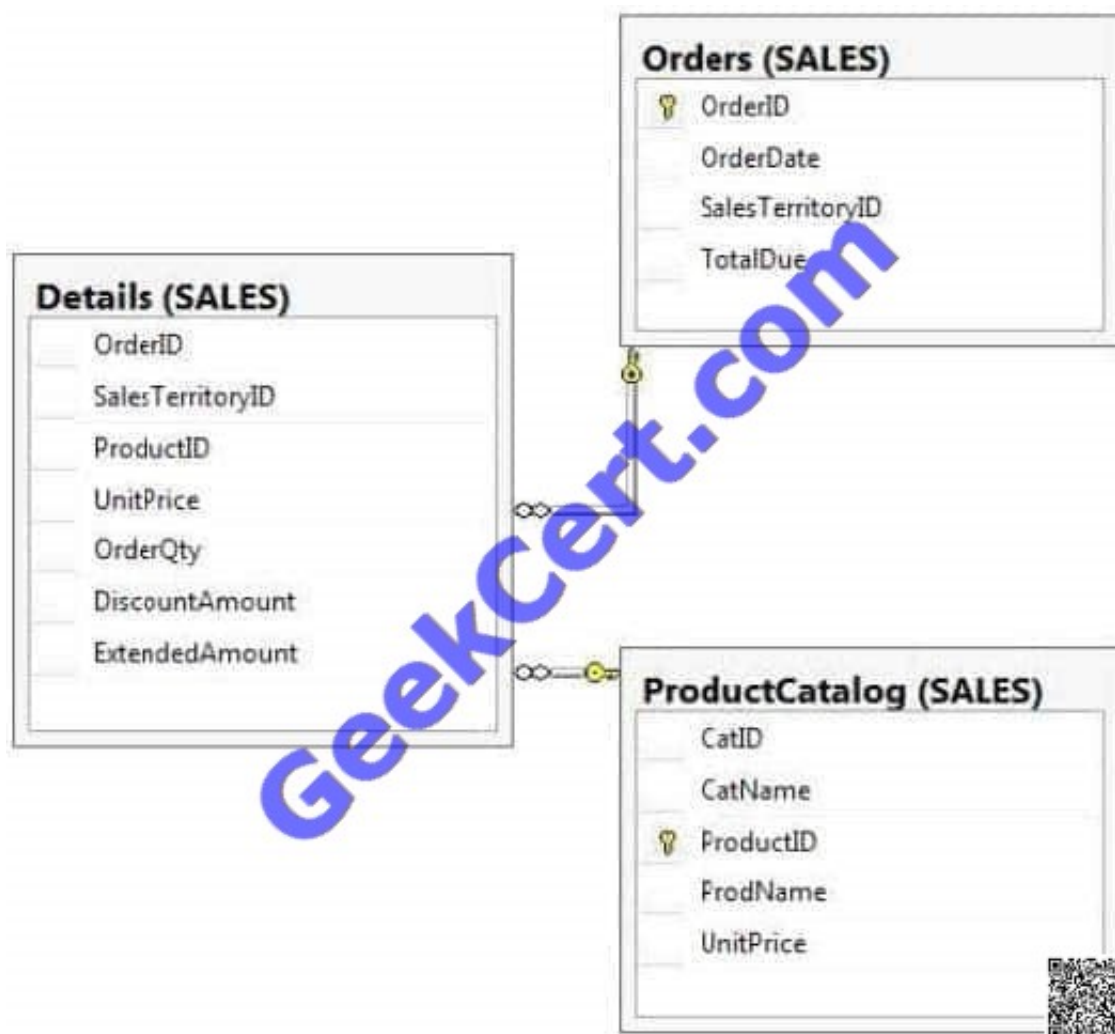 Orders (SALES)
OrderID
OrderDate
SalesTerritoryID
TotalDue
Details (SALES)
OrderID
SalesTerritoryID
ProductID
UnitPrice
OrderQty
DiscountAmount
ExtendedAmount
ProductCatalog (SALES)
CatID
CatName
ProductID
ProdName
UnitPrice
GeekCert.com